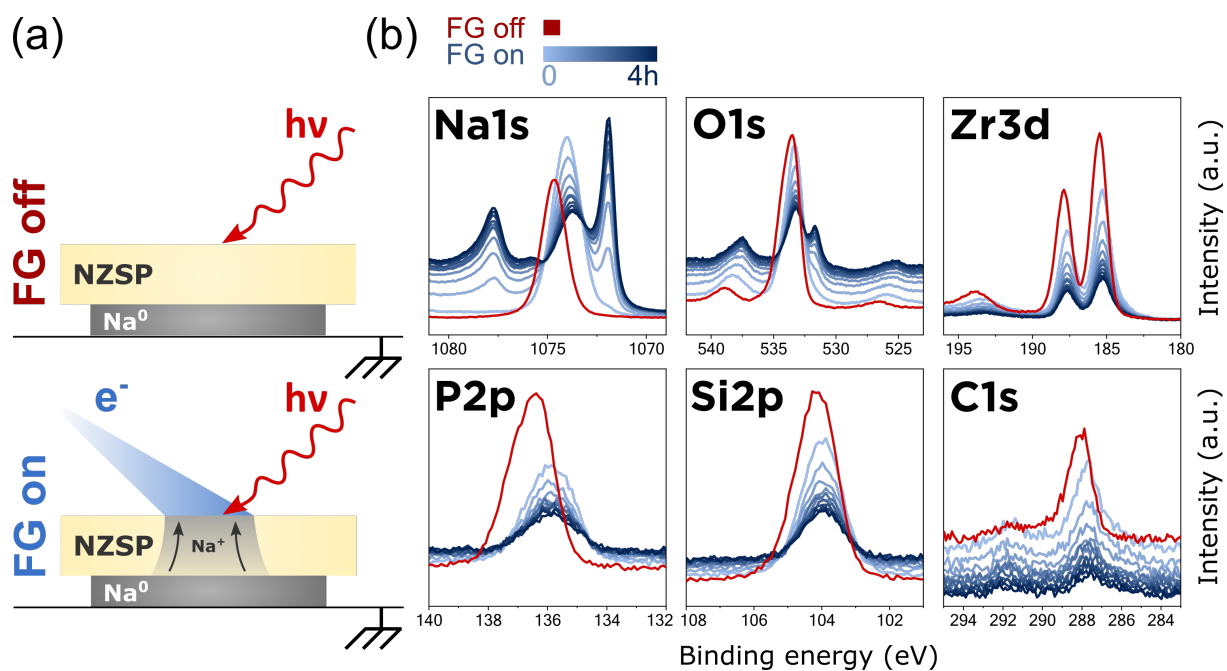 (a)
FG off
hν
NZSP
Na⁰
FG on
e⁻
hν
NZSP
Na⁺
Na⁰
(b)
FG off
FG on
0
4h
Na1s
1080
1075
1070
O1s
540
535
530
525
Zr3d
195
190
185
180
Intensity (a.u.)
P2p
140
138
136
134
132
Si2p
108
106
104
102
C1s
294
292
290
288
286
284
Intensity (a.u.)
Binding energy (eV)